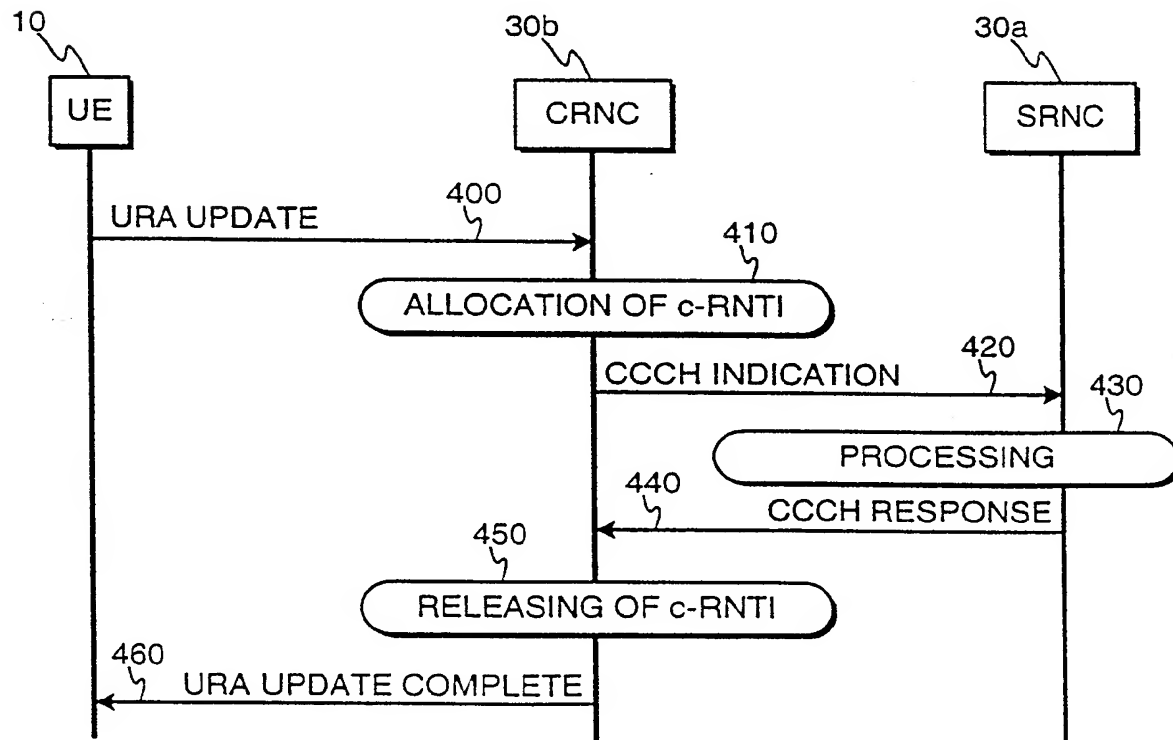 10
30b
30a
UE
CRNC
SRNC
URA UPDATE
400
410
ALLOCATION OF c-RNTI
CCCH INDICATION
420
430
PROCESSING
440
CCCH RESPONSE
450
RELEASING OF c-RNTI
460
URA UPDATE COMPLETE